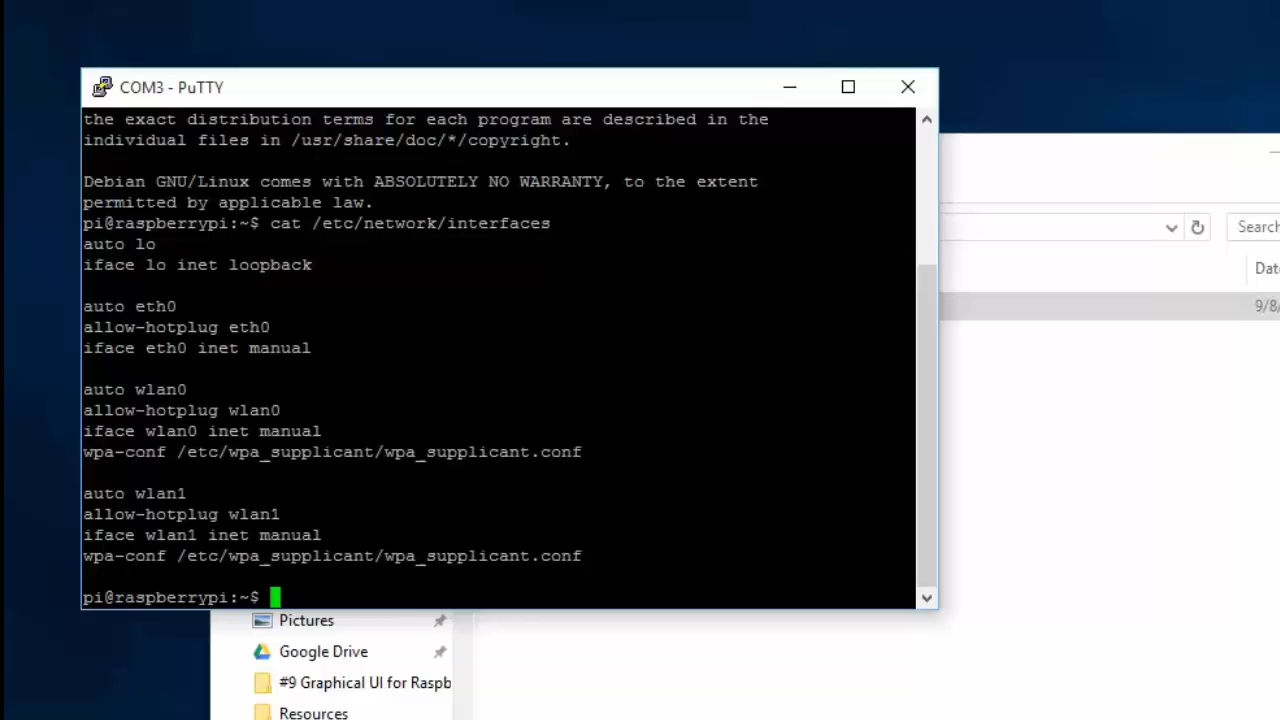 COM3 - PuTTY
the exact distribution terms for each program are described in the
individual files in /usr/share/doc/*/copyright.
Debian GNU/Linux comes with ABSOLUTELY NO WARRANTY, to the extent
permitted by applicable law.
pi@raspberrypi:~$ cat /etc/network/interfaces
auto lo
iface lo inet loopback
auto eth0
allow-hotplug eth0
iface eth0 inet manual
auto wlan0
allow-hotplug wlan0
iface wlan0 inet manual
wpa-conf /etc/wpa_supplicant/wpa_supplicant.conf
auto wlan1
allow-hotplug wlan1
iface wlan1 inet manual
wpa-conf /etc/wpa_supplicant/wpa_supplicant.conf
pi@raspberrypi:~$
Search
Dat
9/8/
Pictures
Google Drive
#9 Graphical UI for Raspb
Resources